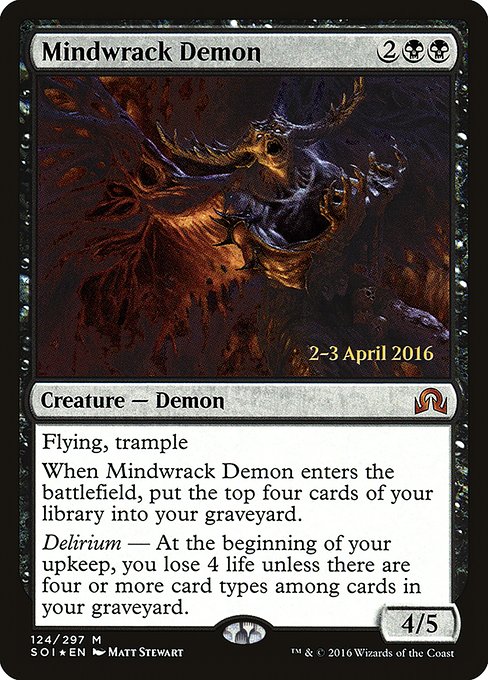 Mindwrack Demon 2
2–3 April 2016
Creature — Demon
Flying, trample
When Mindwrack Demon enters the
battlefield, put the top four cards of your
library into your graveyard.
Delirium — At the beginning of your
upkeep, you lose 4 life unless there are
four or more card types among cards in
your graveyard.
4/5
124/297 M
SOI★EN Matt Stewart
™ & © 2016 Wizards of the Coast